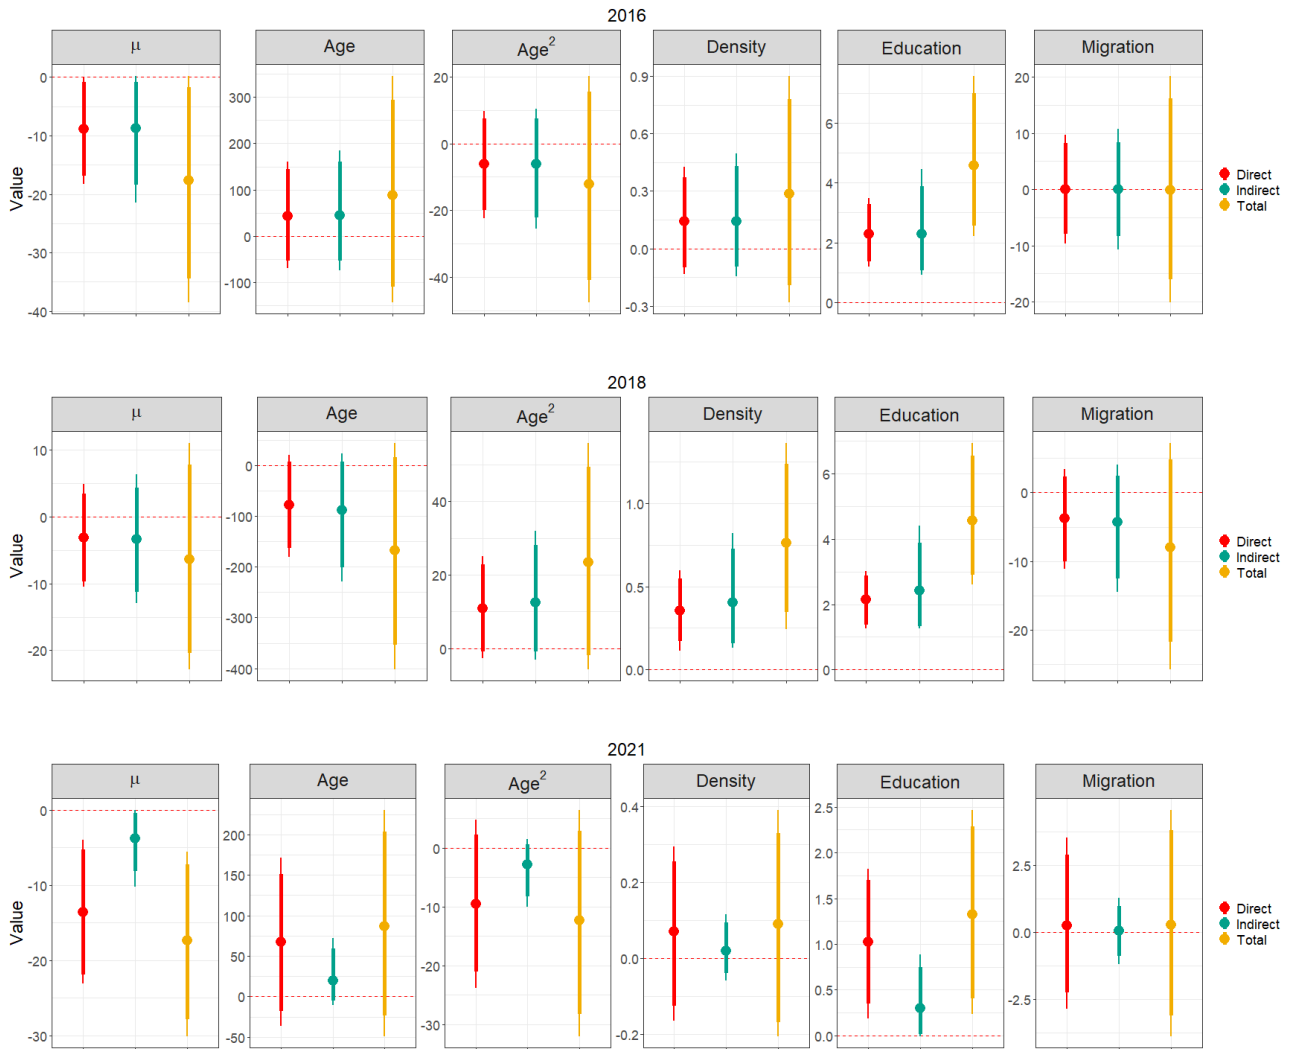 2016
μ Age Age² Density Education Migration
Value
0 -10 -20 -30 -40
300 200 100 0 -100
20 0 -20 -40
0.9 0.6 0.3 0.0 -0.3
6 4 2 0
20 10 0 -10 -20
Direct
Indirect
Total
2018
μ Age Age² Density Education Migration
Value
10 0 -10 -20
0 -100 -200 -300 -400
40 20 0
1.0 0.5 0.0
6 4 2 0
0 -10 -20
Direct
Indirect
Total
2021
μ Age Age² Density Education Migration
Value
0 -10 -20 -30
200 150 100 50 0 -50
0 -10 -20 -30
0.4 0.2 0.0 -0.2
2.5 2.0 1.5 1.0 0.5 0.0
2.5 0.0 -2.5
Direct
Indirect
Total